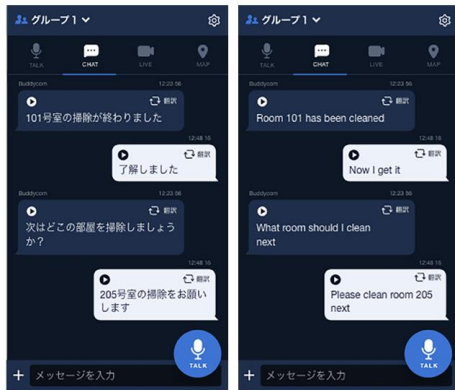 グループ1
TALK
CHAT
LIVE
MAP
Buddycom
12:23 56
翻訳
101号室の掃除が終わりました
12:48 16
翻訳
了解しました
Buddycom
12:23 56
翻訳
次はどこの部屋を掃除しましょう
か?
12:48 16
翻訳
205号室の掃除をお願い
します
TALK
メッセージを入力
グループ1
TALK
CHAT
LIVE
MAP
Buddycom
12:23 56
翻訳
Room 101 has been cleaned
12:48 16
翻訳
Now I get it
Buddycom
12:23 56
翻訳
What room should I clean
next
12:48 16
翻訳
Please clean room 205
next
TALK
メッセージを入力